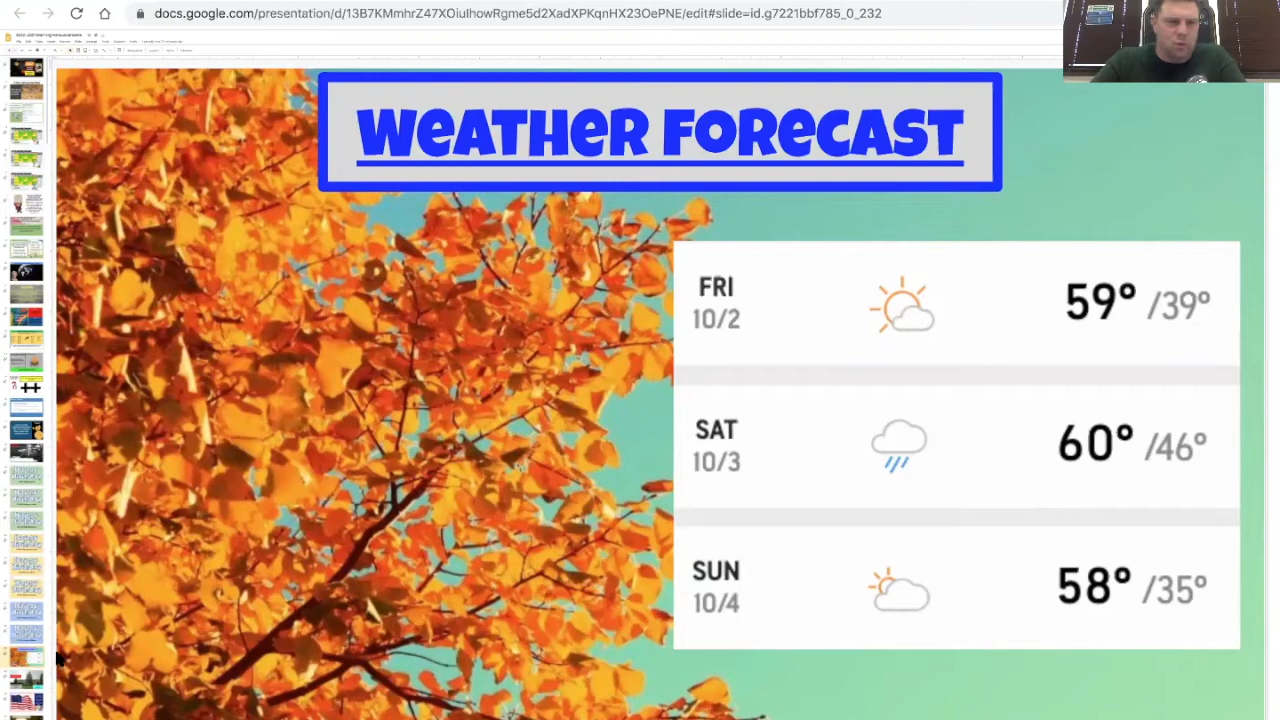 docs.google.com/presentation/d/13B7KMmhrZ47XOiulhowRgme5d2XadXPKqnHX23OePNE/edit#slide=id.g7221bbf785_0_232
WeATHeR FORecAST
FRI
10/2
59° /39°
SAT
10/3
60° /46°
SUN
10/4
58° /35°